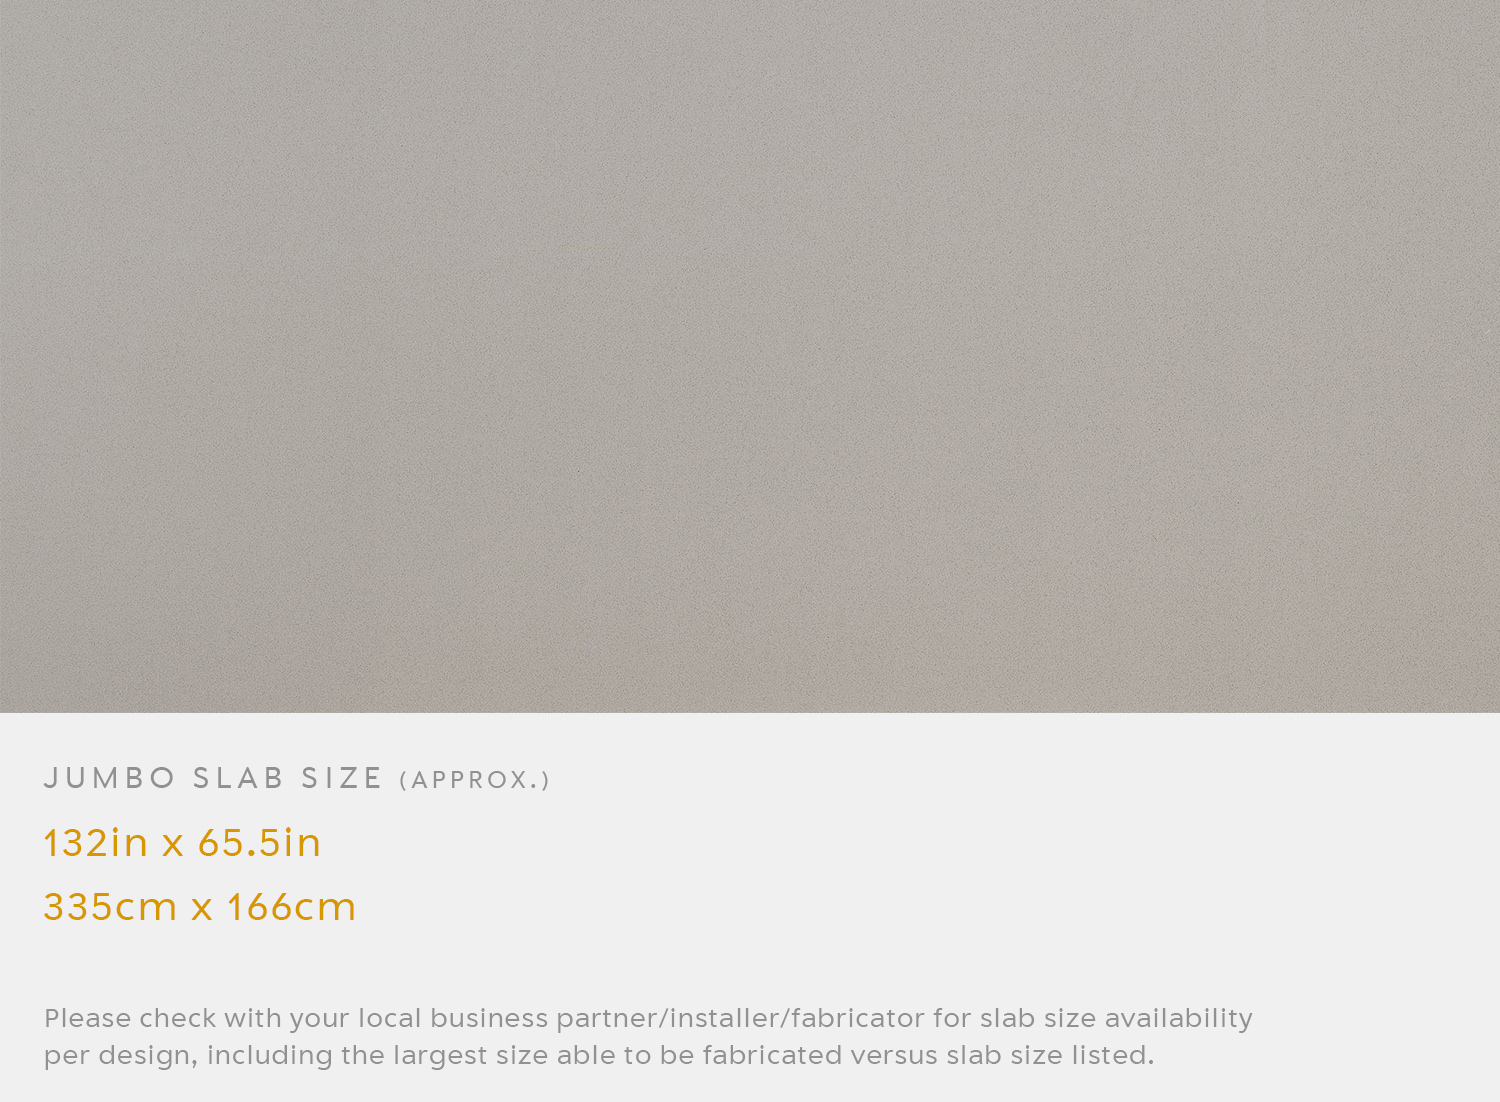 JUMBO SLAB SIZE (APPROX.)
132in x 65.5in
335cm x 166cm
Please check with your local business partner/installer/fabricator for slab size availability
per design, including the largest size able to be fabricated versus slab size listed.